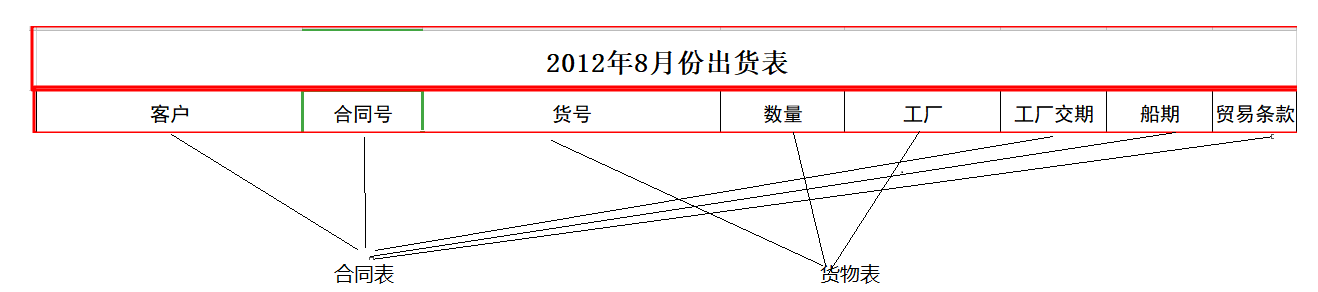 2012年8月份出货表
客户 合同号 货号 数量 工厂 工厂交期 船期 贸易条款
合同表 货物表